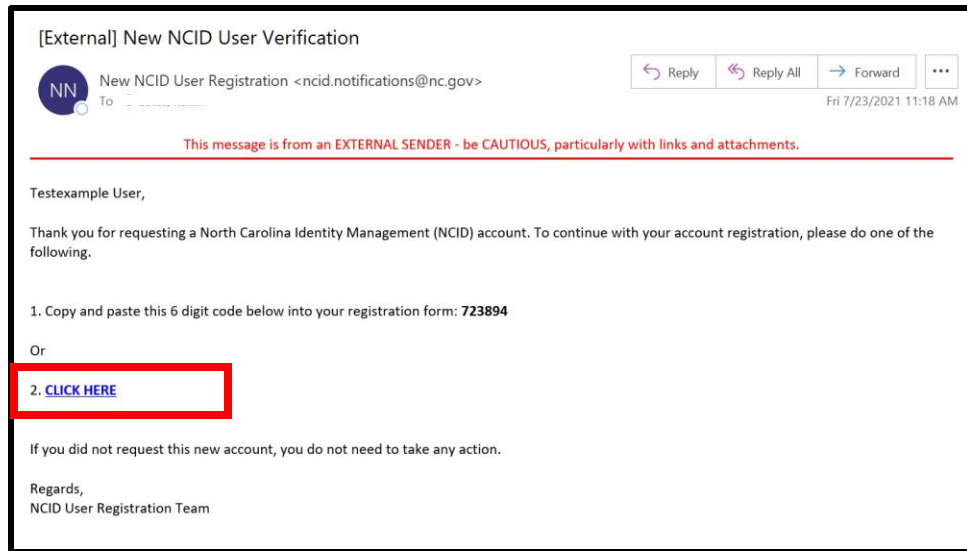 [External] New NCID User Verification
NN
New NCID User Registration <ncid.notifications@nc.gov>
To
Reply
Reply All
Forward
...
Fri 7/23/2021 11:18 AM
This message is from an EXTERNAL SENDER - be CAUTIOUS, particularly with links and attachments.
Testexample User,
Thank you for requesting a North Carolina Identity Management (NCID) account. To continue with your account registration, please do one of the
following.
1. Copy and paste this 6 digit code below into your registration form: 723894
Or
2. CLICK HERE
If you did not request this new account, you do not need to take any action.
Regards,
NCID User Registration Team